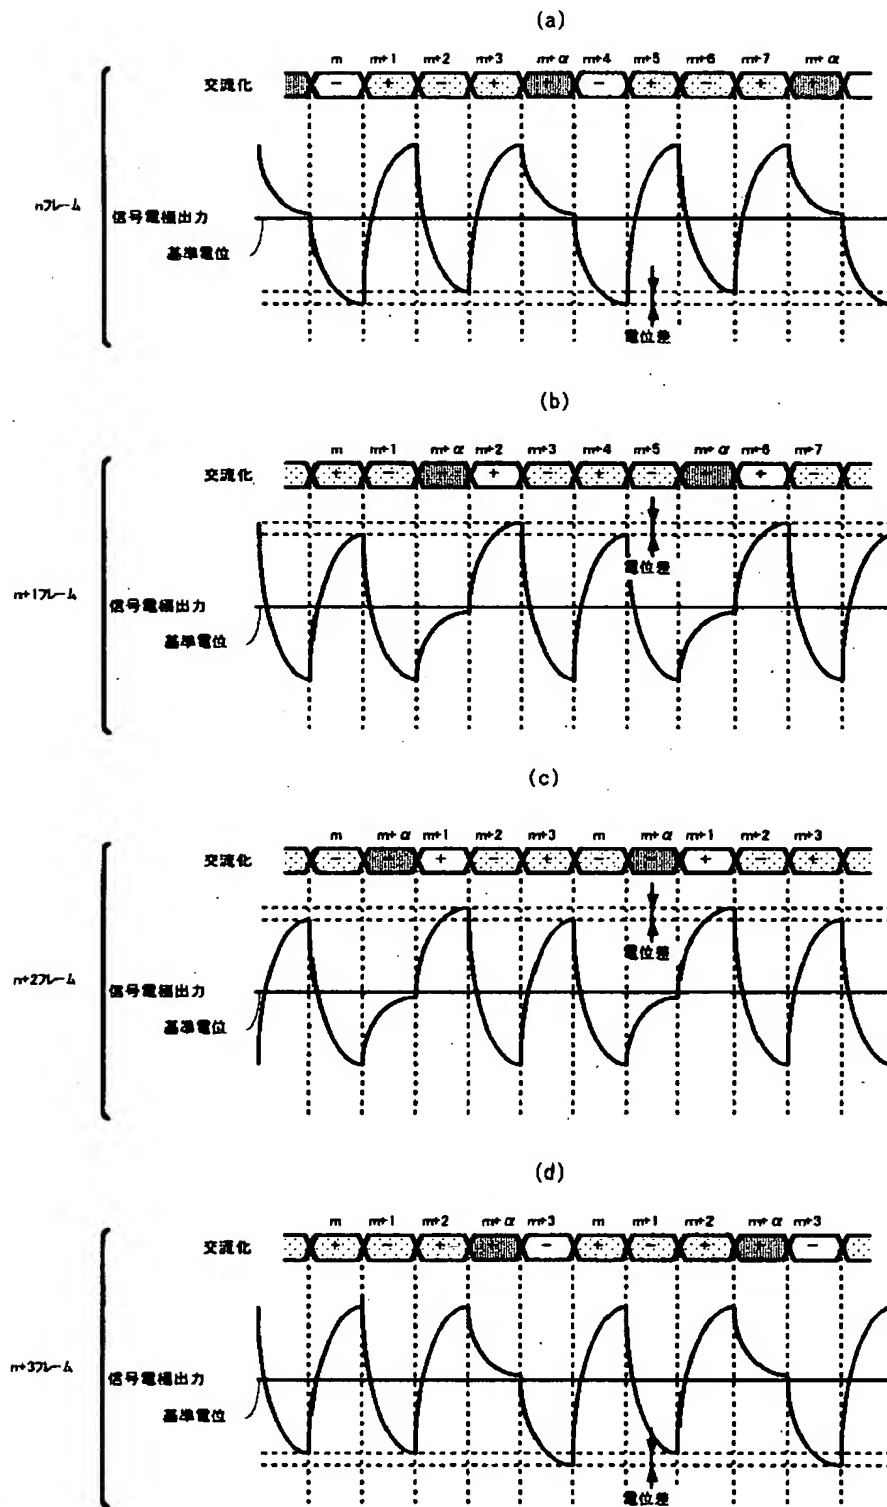 (a)
m m+1 m+2 m+3 m+α m+4 m+5 m+6 m+7 m+α
交流化 - + - + + - + - + +
nフレーム
信号電極出力
基準電位
電位差
(b)
m m+1 m+α m+2 m+3 m+4 m+5 m+α m+6 m+7
交流化 + - - + - + - - + -
n+1フレーム
電位差
信号電極出力
基準電位
(c)
m m+α m+1 m+2 m+3 m m+α m+1 m+2 m+3
交流化 - - + - + - - + - +
電位差
n+2フレーム
信号電極出力
基準電位
(d)
m m+1 m+2 m+α m+3 m m+1 m+2 m+α m+3
交流化 + - + + - + - + + -
n+3フレーム
信号電極出力
基準電位
電位差